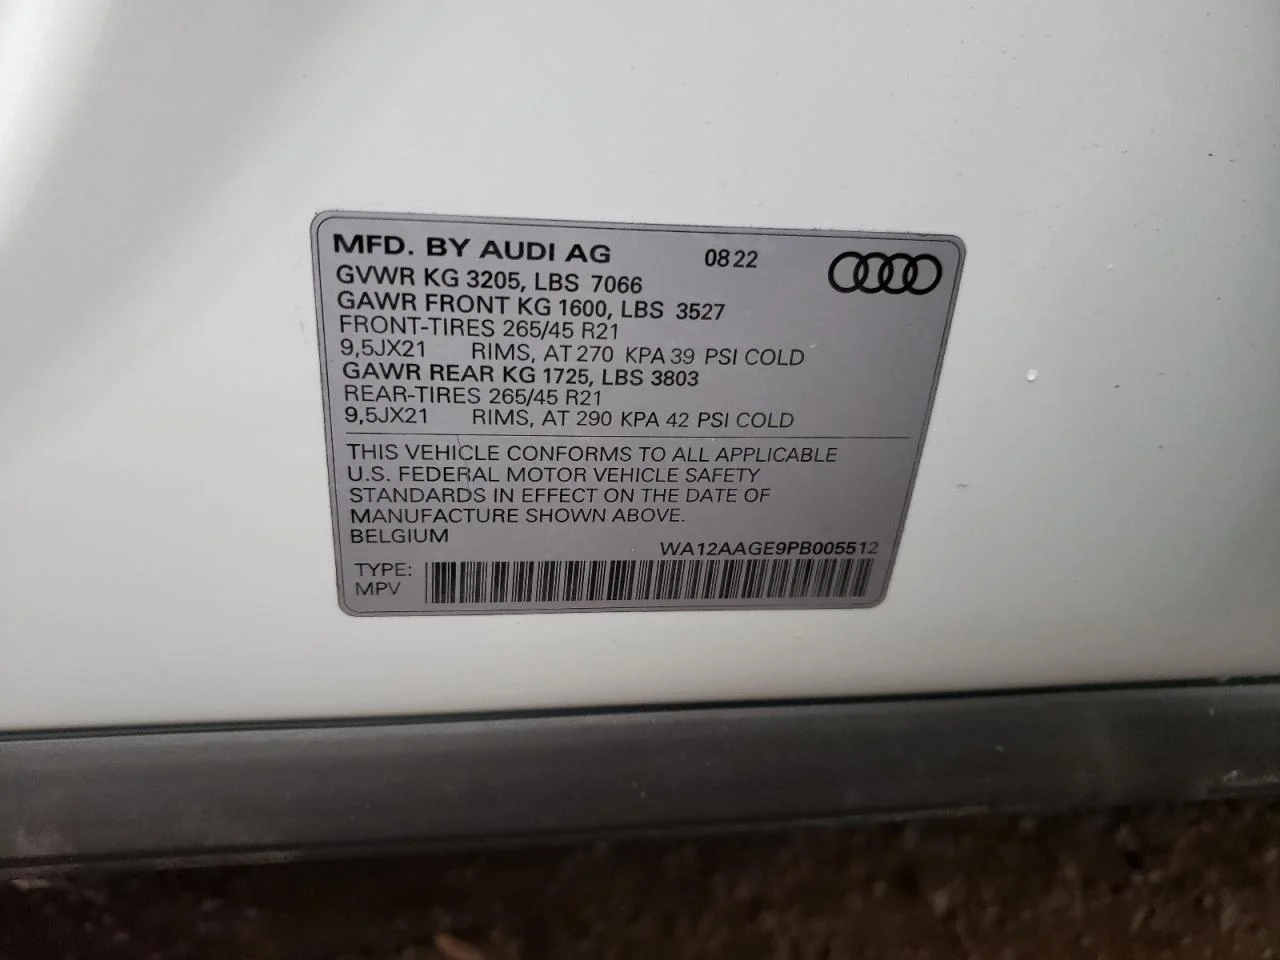 MFD. BY AUDI AG 08 22
GVWR KG 3205, LBS 7066
GAWR FRONT KG 1600, LBS 3527
FRONT-TIRES 265/45 R21
9,5JX21 RIMS, AT 270 KPA 39 PSI COLD
GAWR REAR KG 1725, LBS 3803
REAR-TIRES 265/45 R21
9,5JX21 RIMS, AT 290 KPA 42 PSI COLD
THIS VEHICLE CONFORMS TO ALL APPLICABLE
U.S. FEDERAL MOTOR VEHICLE SAFETY
STANDARDS IN EFFECT ON THE DATE OF
MANUFACTURE SHOWN ABOVE.
BELGIUM
WA12AAGE9PB005512
TYPE:
MPV